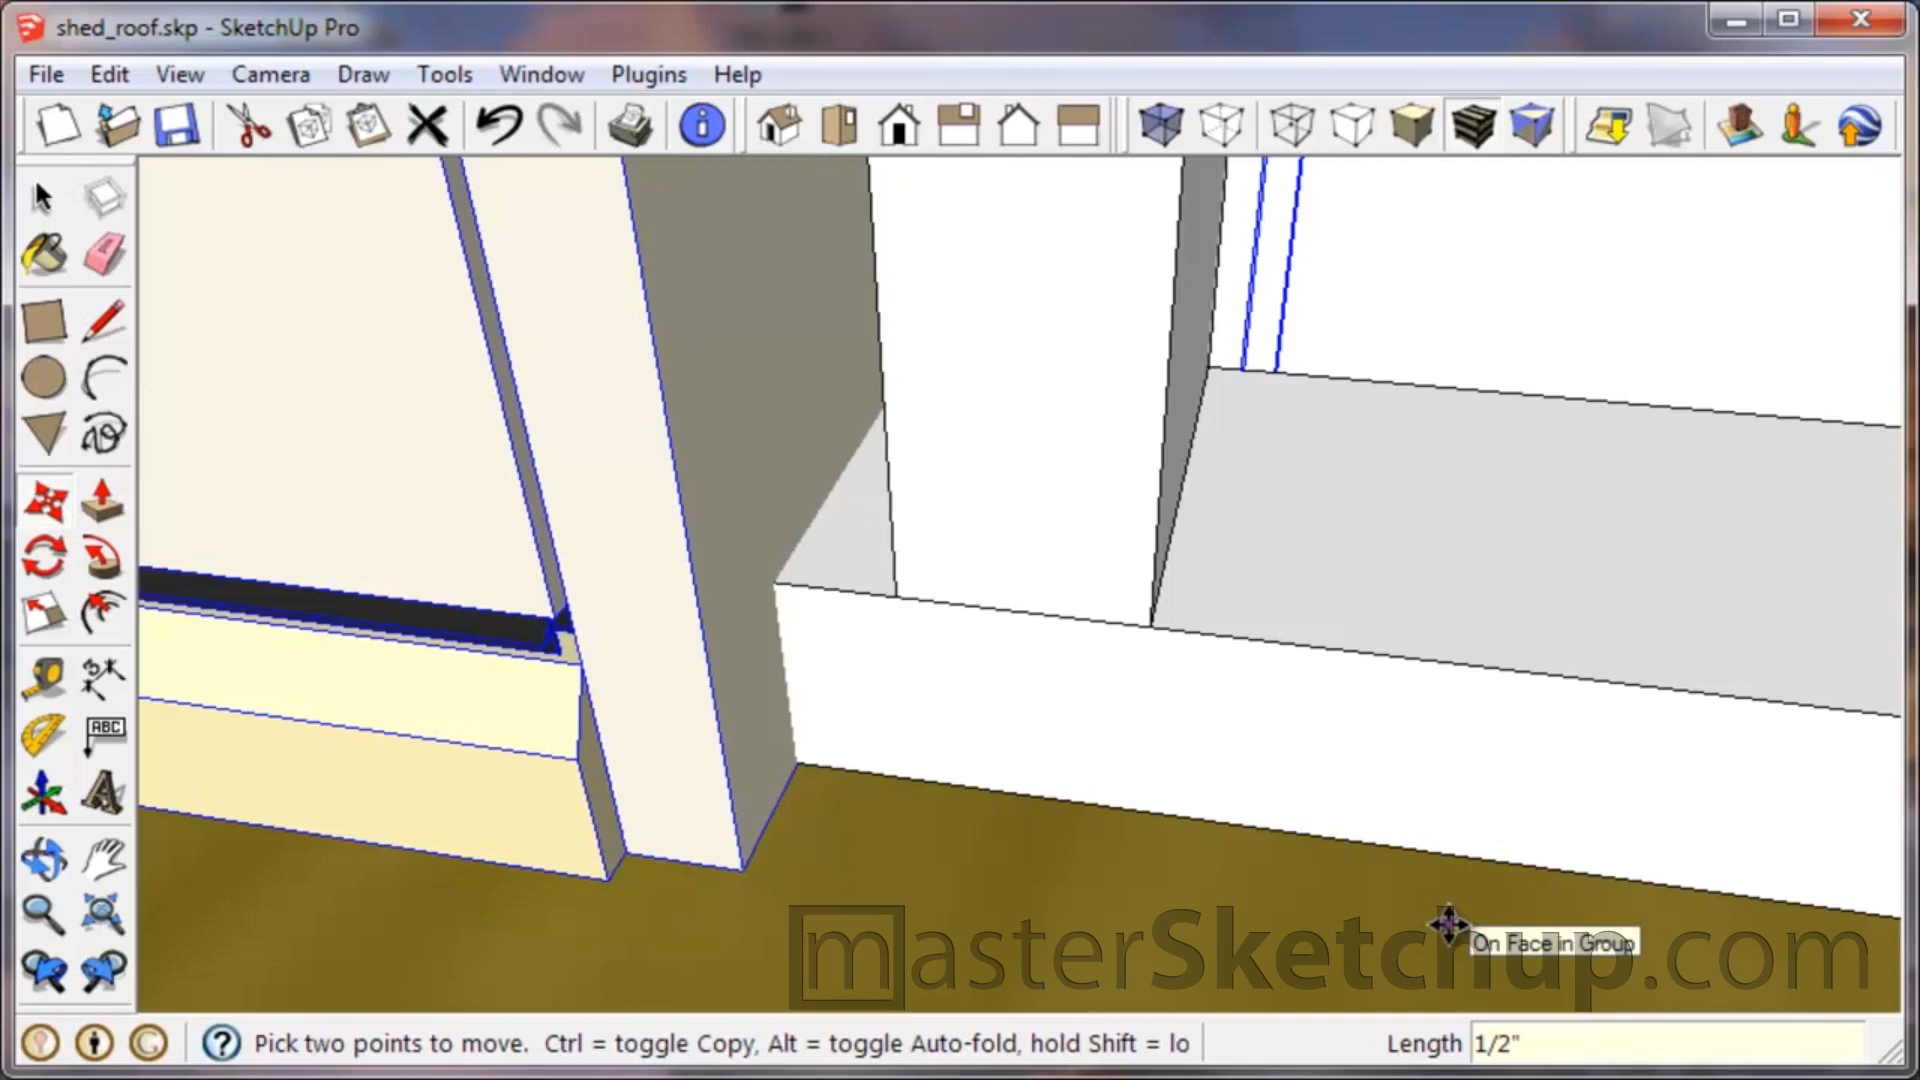 shed_roof.skp - SketchUp Pro
File Edit View Camera Draw Tools Window Plugins Help
ABC
A
On Face in Group
masterSketchup.com
Pick two points to move. Ctrl = toggle Copy, Alt = toggle Auto-fold, hold Shift = lo
Length 1/2"